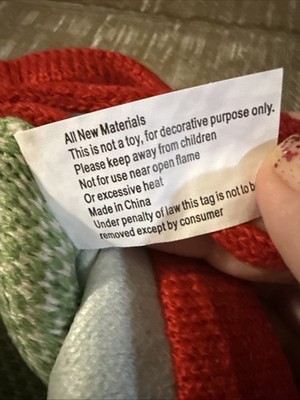 All New Materials
This is not a toy, for decorative purpose only.
Please keep away from children
Not for use near open flame
Or excessive heat
Made in China
Under penalty of law this tag is not to
removed except by consumer